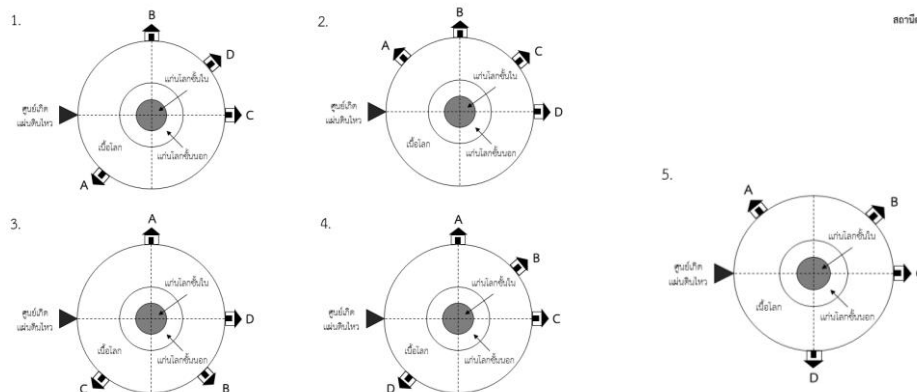 1.
B
D
แก่นโลกชั้นใน
ศูนย์เกิด
แผ่นดินไหว
C
เนื้อโลก
แก่นโลกชั้นนอก
A
2.
B
A
C
แก่นโลกชั้นใน
ศูนย์เกิด
แผ่นดินไหว
D
เนื้อโลก
แก่นโลกชั้นนอก
3.
A
แก่นโลกชั้นใน
ศูนย์เกิด
แผ่นดินไหว
D
เนื้อโลก
แก่นโลกชั้นนอก
C
B
4.
A
B
แก่นโลกชั้นใน
ศูนย์เกิด
แผ่นดินไหว
C
เนื้อโลก
แก่นโลกชั้นนอก
D
5.
A
B
แก่นโลกชั้นใน
ศูนย์เกิด
แผ่นดินไหว
เนื้อโลก
แก่นโลกชั้นนอก
D